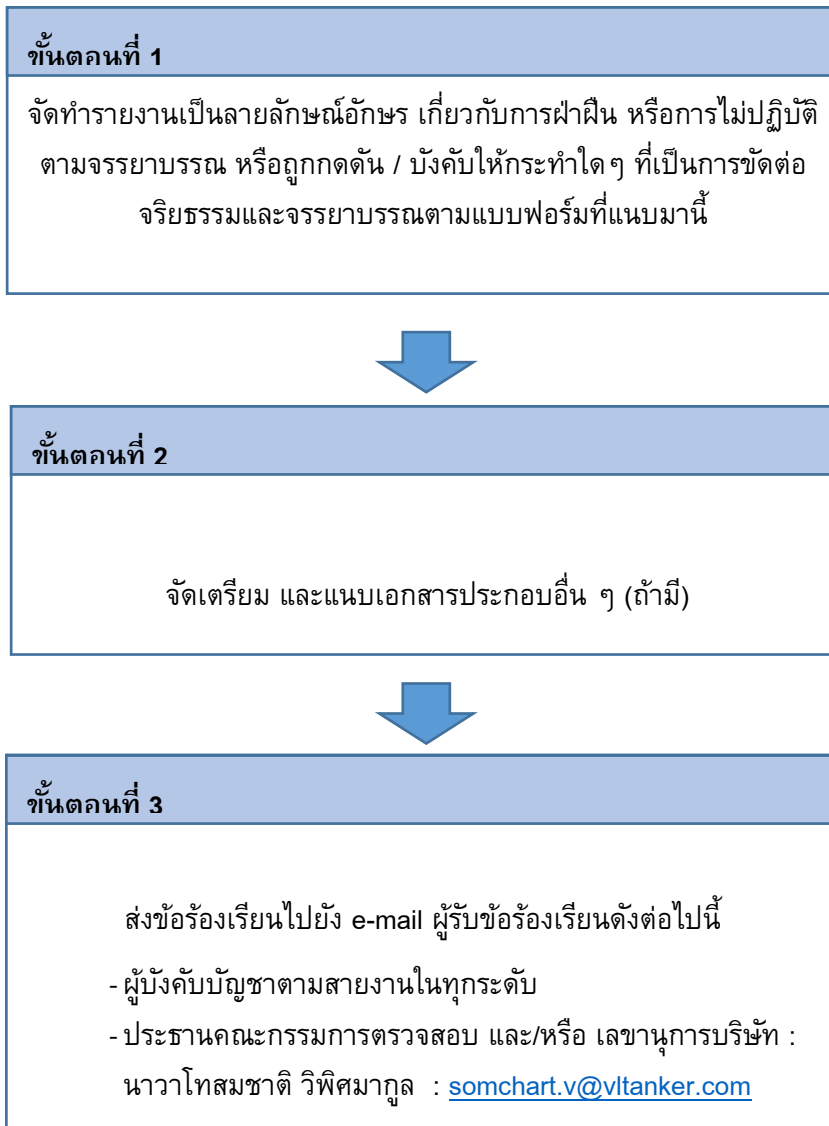 ขั้นตอนที่ 1
จัดทำรายงานเป็นลายลักษณ์อักษร เกี่ยวกับการฝ่าฝืน หรือการไม่ปฏิบัติ
ตามจรรยาบรรณ หรือถูกกดดัน / บังคับให้กระทำใดๆ ที่เป็นการขัดต่อ
จริยธรรมและจรรยาบรรณตามแบบฟอร์มที่แนบมานี้
ขั้นตอนที่ 2
จัดเตรียม และแนบเอกสารประกอบอื่น ๆ (ถ้ามี)
ขั้นตอนที่ 3
ส่งข้อร้องเรียนไปยัง e-mail ผู้รับข้อร้องเรียนดังต่อไปนี้
- ผู้บังคับบัญชาตามสายงานในทุกระดับ
- ประธานคณะกรรมการตรวจสอบ และ/หรือ เลขานุการบริษัท :
นาวาโทสมชาติ วิพิศมากูล : somchart.v@vltanker.com